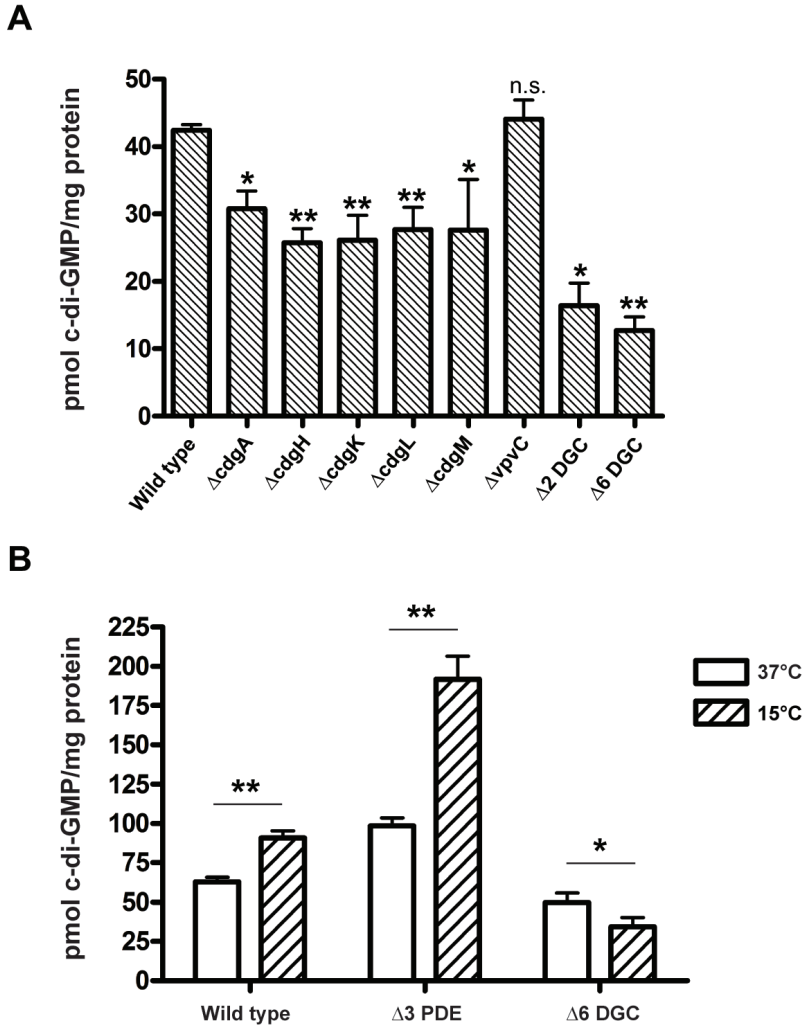 A
pmol c-di-GMP/mg protein
50
40
30
20
10
0
*
**
**
**
*
n.s.
*
**
Wild type
ΔcdgA
ΔcdgH
ΔcdgK
ΔcdgL
ΔcdgM
ΔvpvC
Δ2 DGC
Δ6 DGC
B
pmol c-di-GMP/mg protein
225
200
175
150
125
100
75
50
25
0
**
**
*
37°C
15°C
Wild type
Δ3 PDE
Δ6 DGC